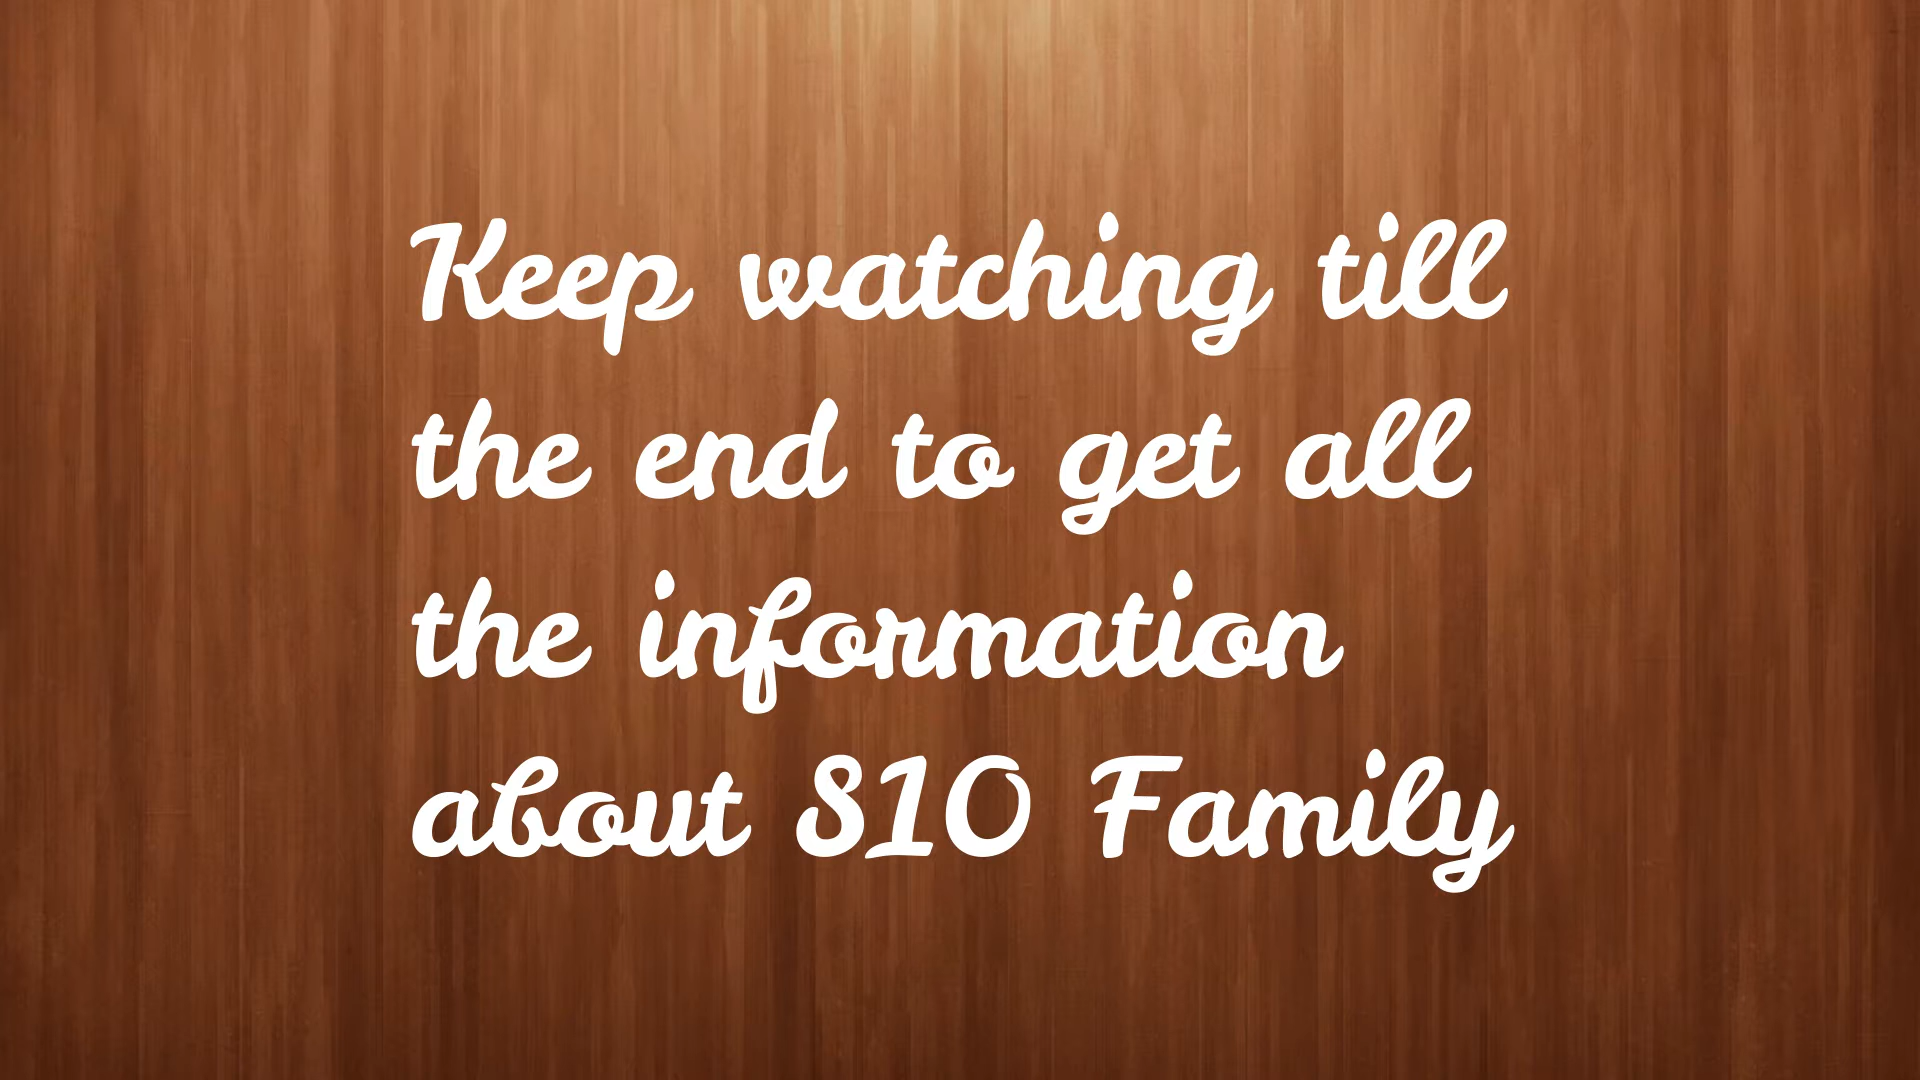 Keep watching till
the end to get all
the information
about S10 Family